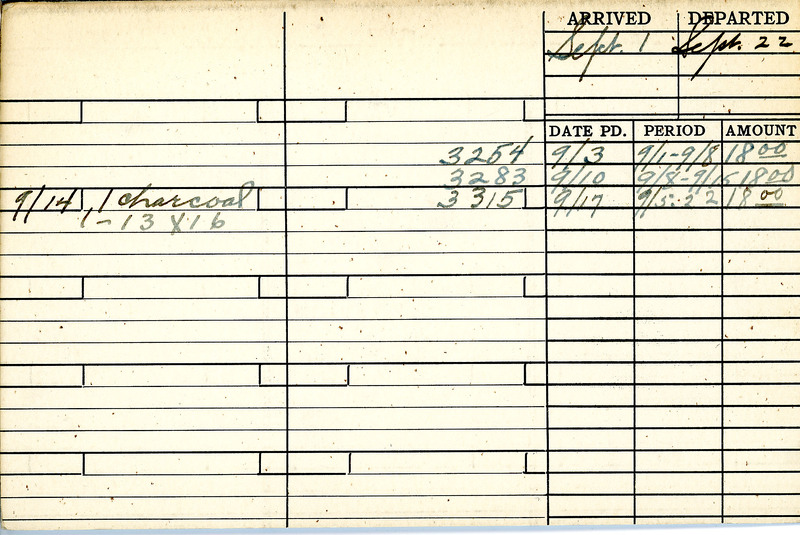 ARRIVED DEPARTED
Sept. 1 Sept. 22
DATE PD. PERIOD AMOUNT
3254 9/3 9/1-9/8 18 00
3283 9/10 9/8-9/15 18 00
9/14 , 1 charcoal 3315 9/17 9/15-22 18 00
1-13 X 16